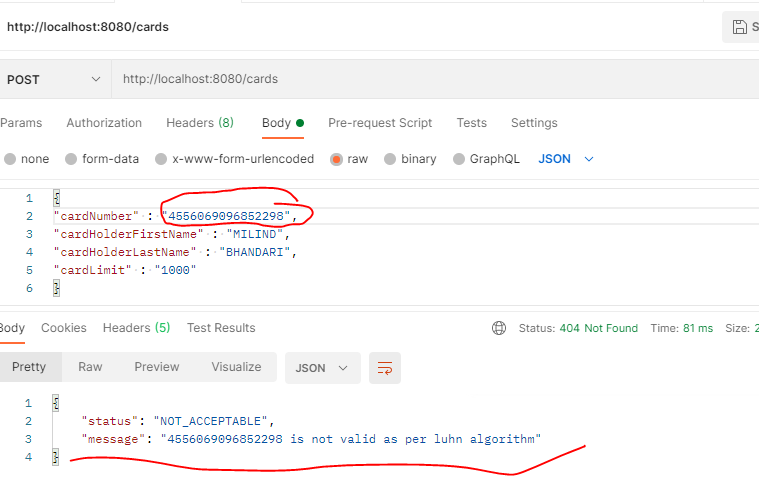 http://localhost:8080/cards
S
POST http://localhost:8080/cards
Params Authorization Headers (8) Body Pre-request Script Tests Settings
none form-data x-www-form-urlencoded raw binary GraphQL JSON
1 {
2 "cardNumber" : "4556069096852298",
3 "cardHolderFirstName" : "MILIND",
4 "cardHolderLastName" : "BHANDARI",
5 "cardLimit" : "1000"
6 }
Body Cookies Headers (5) Test Results Status: 404 Not Found Time: 81 ms Size: 2
Pretty Raw Preview Visualize JSON
1 {
2 "status": "NOT_ACCEPTABLE",
3 "message": "4556069096852298 is not valid as per luhn algorithm"
4 }